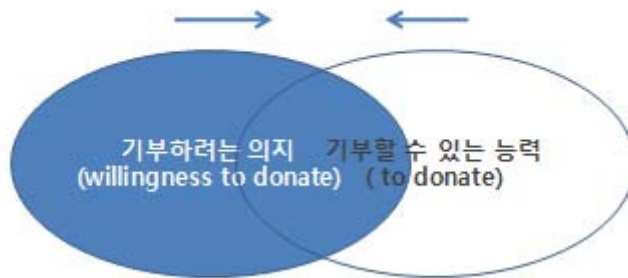 기부하려는 의지
(willingness to donate)
기부할 수 있는 능력
( to donate)